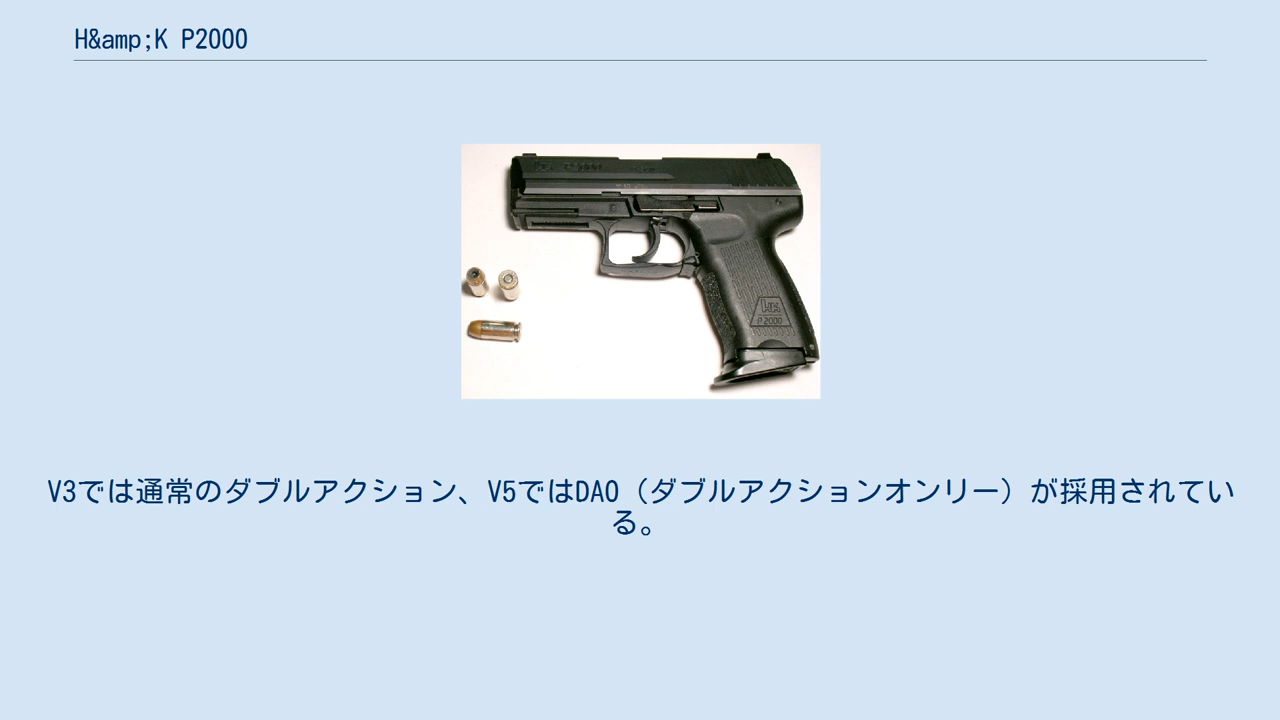 H&amp;K P2000
HK
P2000
V3では通常のダブルアクション、V5ではDAO（ダブルアクションオンリー）が採用されてい
る。